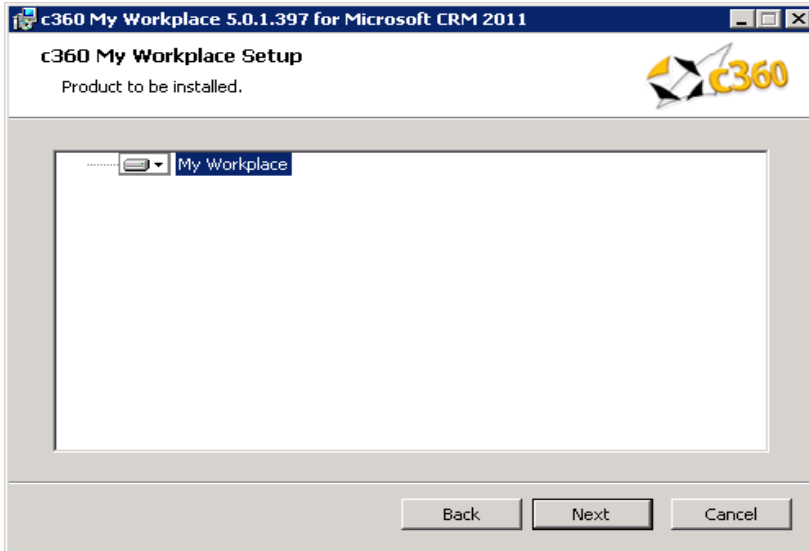 c360 My Workplace 5.0.1.397 for Microsoft CRM 2011
c360 My Workplace Setup
Product to be installed.
c360
My Workplace
Back
Next
Cancel